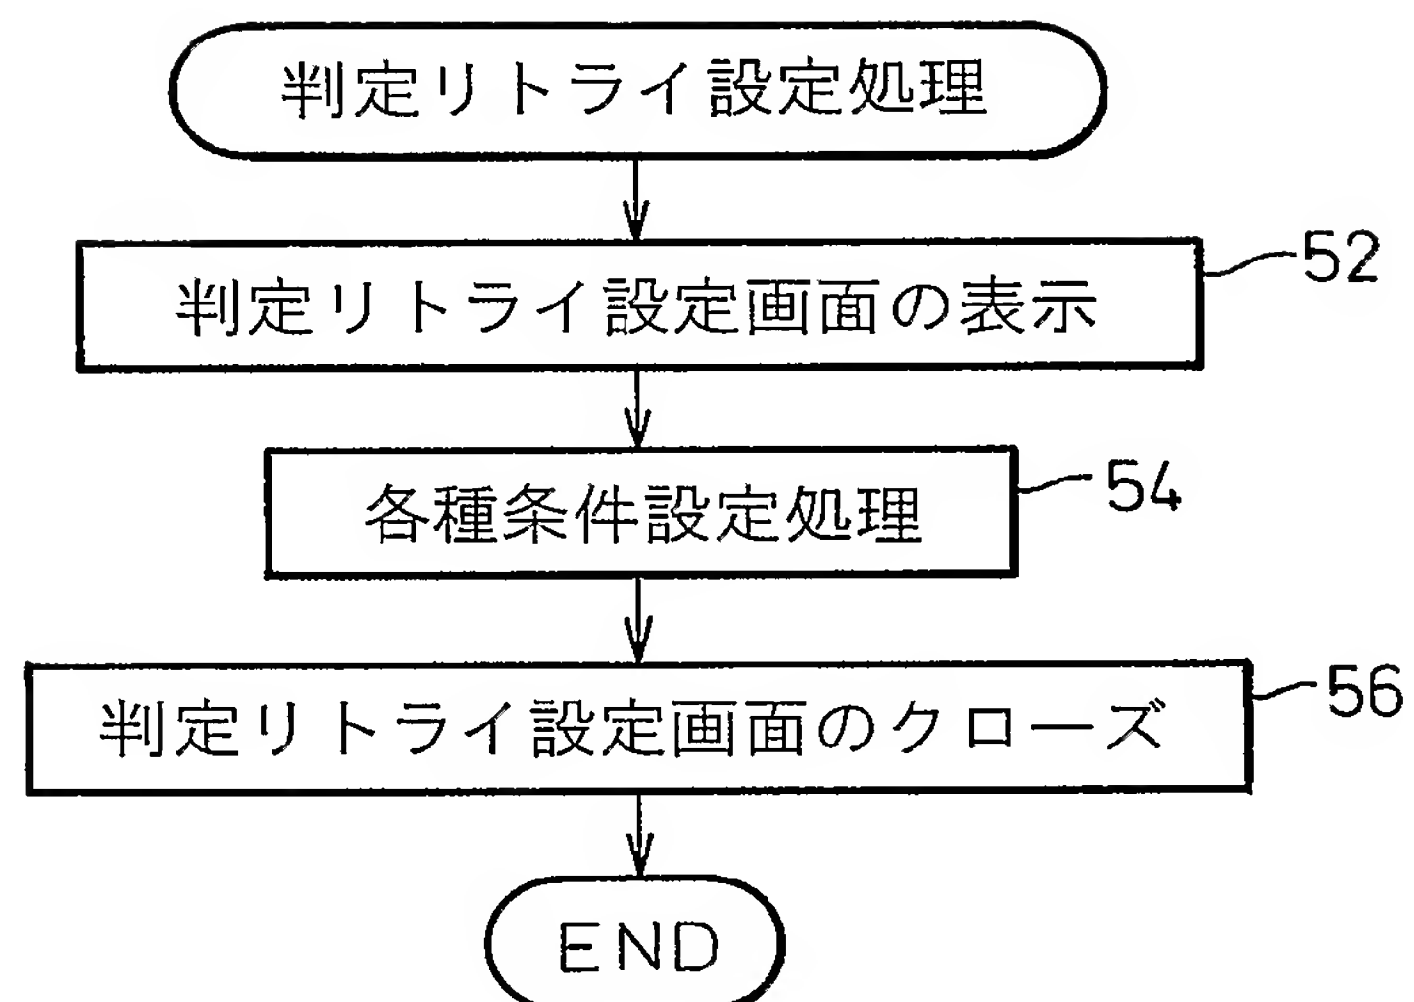 判定リトライ設定処理
判定リトライ設定画面の表示
52
各種条件設定処理
54
判定リトライ設定画面のクローズ
56
END